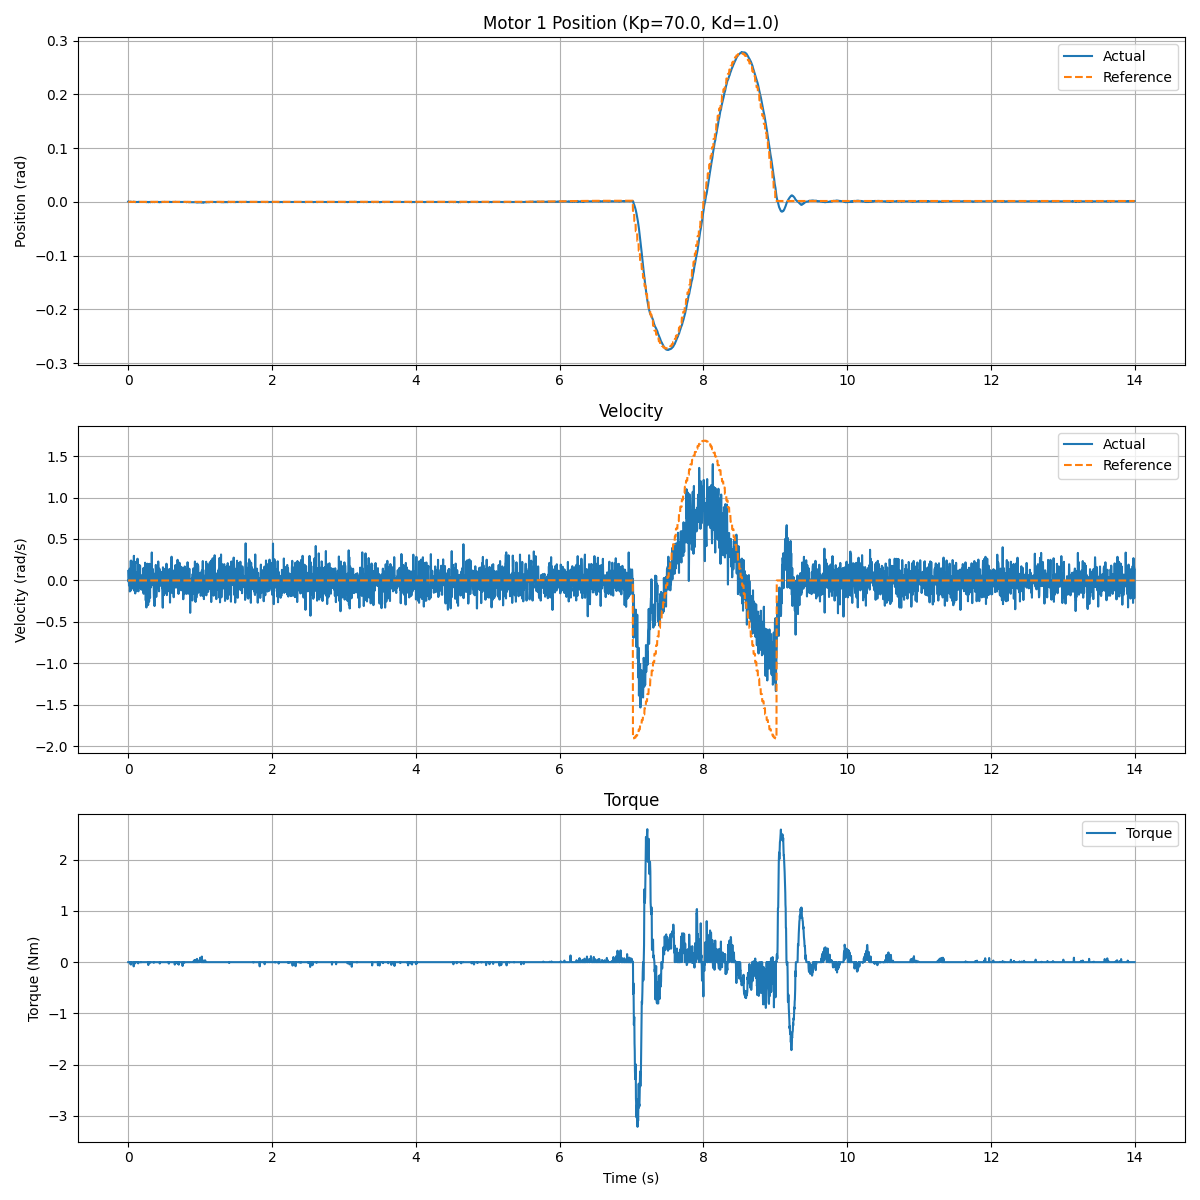 Motor 1 Position (Kp=70.0, Kd=1.0)
0.3
0.2
0.1
0.0
−0.1
−0.2
−0.3
Position (rad)
Actual
Reference
0 2 4 6 8 10 12 14
Velocity
1.5
1.0
0.5
0.0
−0.5
−1.0
−1.5
−2.0
Velocity (rad/s)
Actual
Reference
0 2 4 6 8 10 12 14
Torque
2
1
0
−1
−2
−3
Torque (Nm)
Torque
0 2 4 6 8 10 12 14
Time (s)